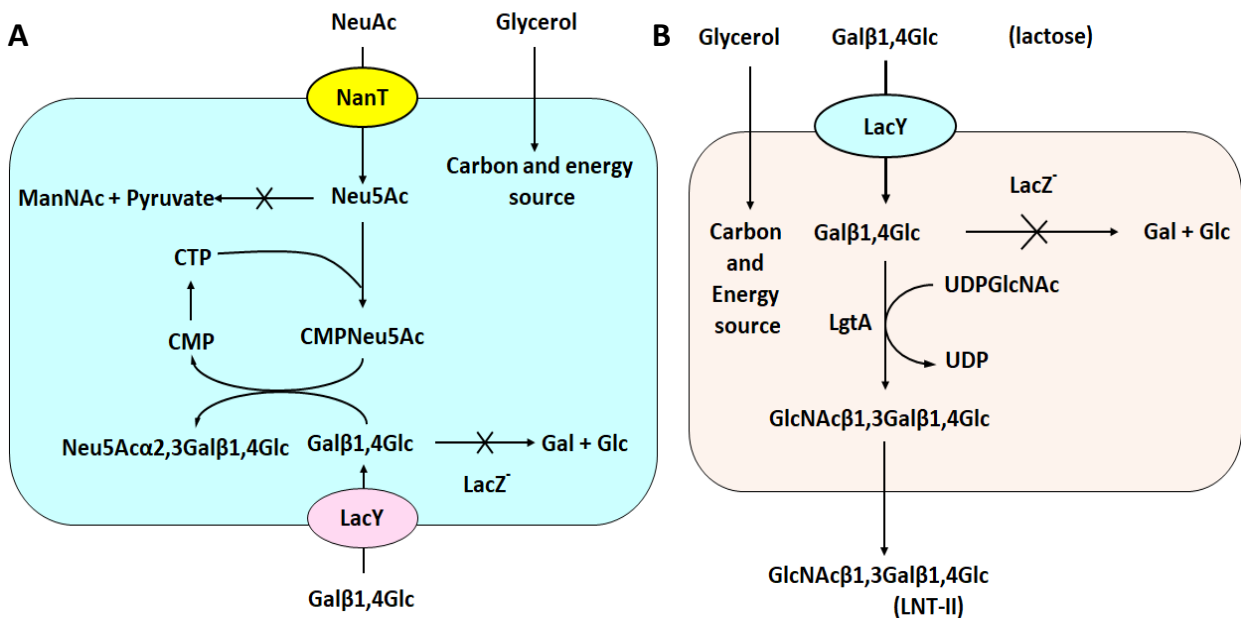 A
NeuAc
Glycerol
NanT
Carbon and energy
source
ManNAc + Pyruvate
Neu5Ac
CTP
CMP
CMPNeu5Ac
Neu5Acα2,3Galβ1,4Glc
Galβ1,4Glc
Gal + Glc
LacZ⁻
LacY
Galβ1,4Glc
B
Glycerol
Galβ1,4Glc
(lactose)
LacY
LacZ⁻
Carbon
and
Energy
source
Galβ1,4Glc
Gal + Glc
UDPGlcNAc
LgtA
UDP
GlcNAcβ1,3Galβ1,4Glc
GlcNAcβ1,3Galβ1,4Glc
(LNT-II)